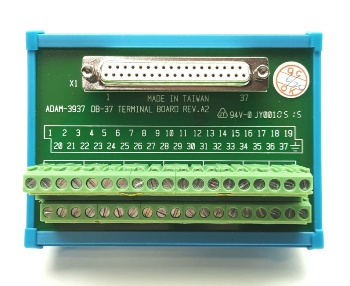 X1
1 37
MADE IN TAIWAN
ADAM-3937 DB-37 TERMINAL BOARD REV.A2
94V-0
1 2 3 4 5 6 7 8 9 10 11 12 13 14 15 16 17 18 19
20 21 22 23 24 25 26 27 28 29 30 31 32 33 34 35 36 37